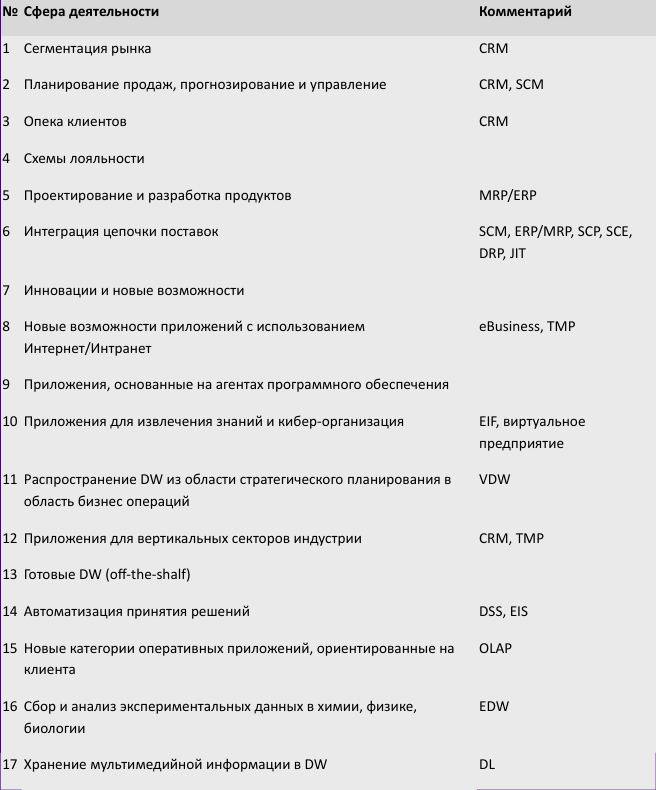 № Сфера деятельности Комментарий
1 Сегментация рынка CRM
2 Планирование продаж, прогнозирование и управление CRM, SCM
3 Опека клиентов CRM
4 Схемы лояльности
5 Проектирование и разработка продуктов MRP/ERP
6 Интеграция цепочки поставок SCM, ERP/MRP, SCP, SCE,
DRP, JIT
7 Инновации и новые возможности
8 Новые возможности приложений с использованием eBusiness, TMP
Интернет/Интранет
9 Приложения, основанные на агентах программного обеспечения
10 Приложения для извлечения знаний и кибер-организация EIF, виртуальное
предприятие
11 Распространение DW из области стратегического планирования в VDW
область бизнес операций
12 Приложения для вертикальных секторов индустрии CRM, TMP
13 Готовые DW (off-the-shalf)
14 Автоматизация принятия решений DSS, EIS
15 Новые категории оперативных приложений, ориентированные на OLAP
клиента
16 Сбор и анализ экспериментальных данных в химии, физике, EDW
биологии
17 Хранение мультимедийной информации в DW DL